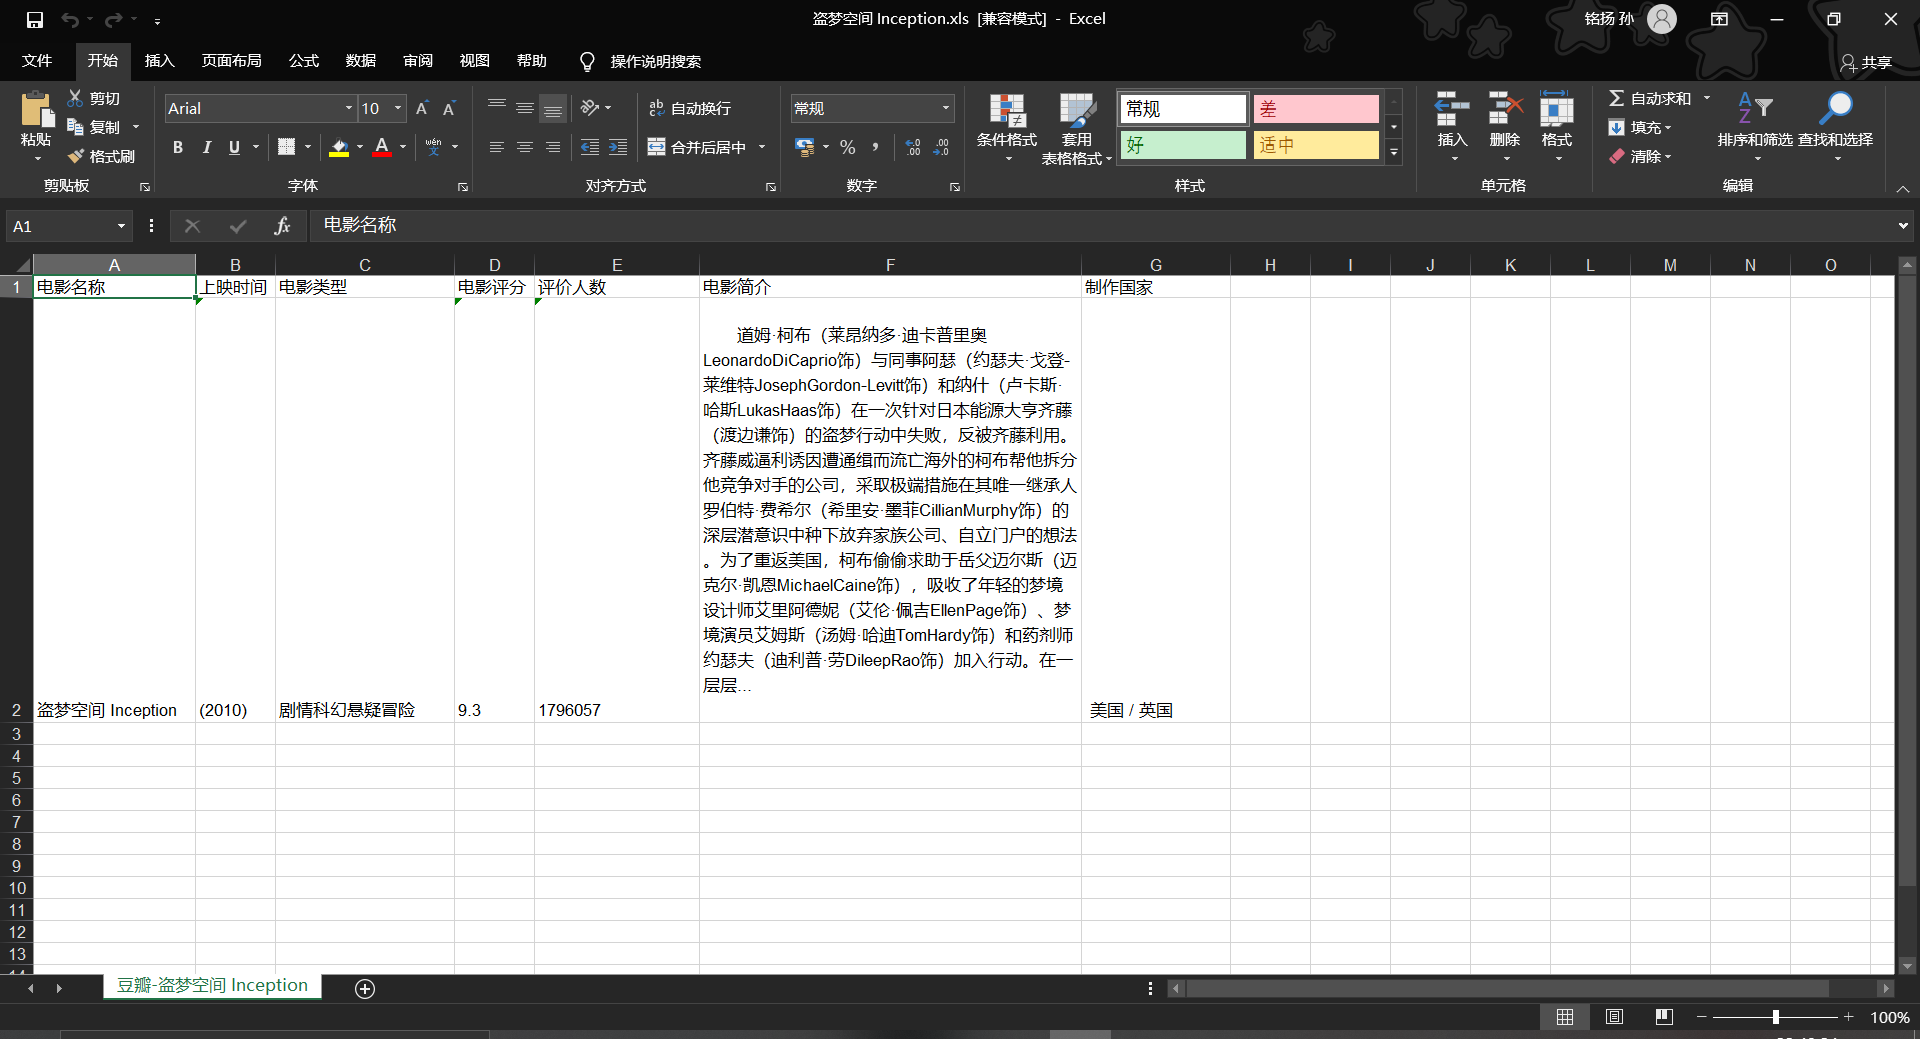 盗梦空间 Inception.xls [兼容模式] - Excel
铭扬 孙
文件 开始 插入 页面布局 公式 数据 审阅 视图 帮助 操作说明搜索
共享
粘贴 剪切
复制
格式刷
剪贴板
Arial 10
B I U wén 文
字体
ab 自动换行
合并后居中
对齐方式
常规
% , .00 .00
数字
条件格式 套用
表格格式
常规 差
好 适中
样式
插入 删除 格式
单元格
自动求和
填充
清除
排序和筛选 查找和选择
编辑
A1 fx 电影名称
A B C D E F G H I J K L M N O
1 电影名称 上映时间 电影类型 电影评分 评价人数 电影简介 制作国家
道姆·柯布（莱昂纳多·迪卡普里奥
LeonardoDiCaprio饰）与同事阿瑟（约瑟夫·戈登-
莱维特JosephGordon-Levitt饰）和纳什（卢卡斯·
哈斯LukasHaas饰）在一次针对日本能源大亨齐藤
（渡边谦饰）的盗梦行动中失败，反被齐藤利用。
齐藤威逼利诱因遭通缉而流亡海外的柯布帮他拆分
他竞争对手的公司，采取极端措施在其唯一继承人
罗伯特·费希尔（希里安·墨菲CillianMurphy饰）的
深层潜意识中种下放弃家族公司、自立门户的想法
。为了重返美国，柯布偷偷求助于岳父迈尔斯（迈
克尔·凯恩MichaelCaine饰），吸收了年轻的梦境
设计师艾里阿德妮（艾伦·佩吉EllenPage饰）、梦
境演员艾姆斯（汤姆·哈迪TomHardy饰）和药剂师
约瑟夫（迪利普·劳DileepRao饰）加入行动。在一
层层...
2 盗梦空间 Inception (2010) 剧情科幻悬疑冒险 9.3 1796057 美国 / 英国
3
4
5
6
7
8
9
10
11
12
13
豆瓣-盗梦空间 Inception
100%